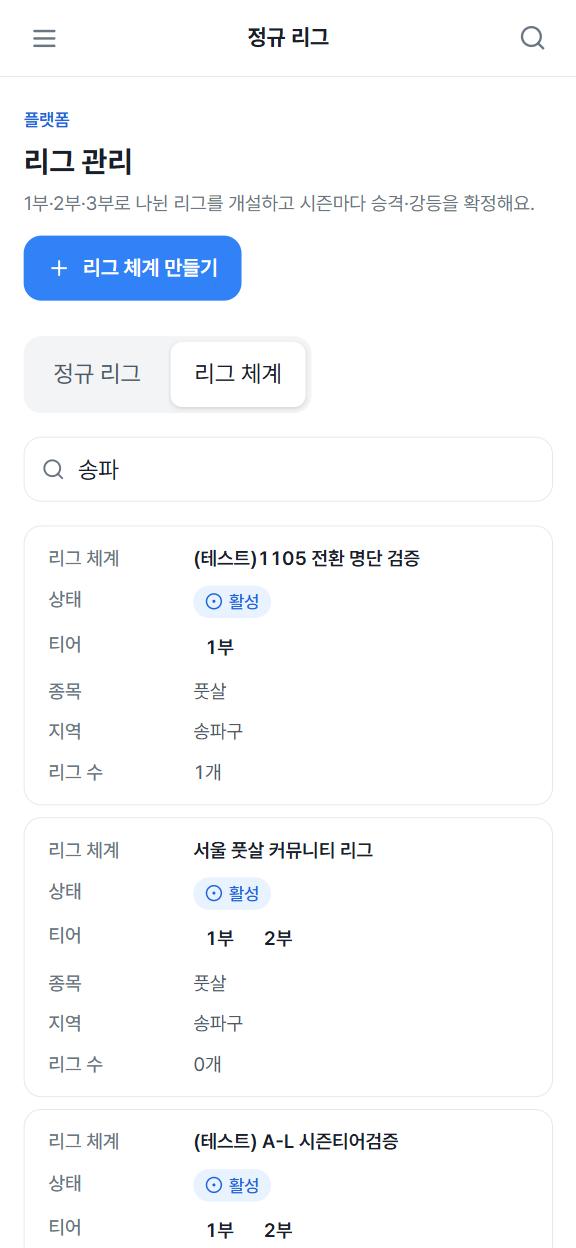 정규 리그
플랫폼
리그 관리
1부·2부·3부로 나뉜 리그를 개설하고 시즌마다 승격·강등을 확정해요.
리그 체계 만들기
정규 리그 리그 체계
송파
리그 체계 (테스트)1105 전환 명단 검증
상태 활성
티어 1부
종목 풋살
지역 송파구
리그 수 1개
리그 체계 서울 풋살 커뮤니티 리그
상태 활성
티어 1부 2부
종목 풋살
지역 송파구
리그 수 0개
리그 체계 (테스트) A-L 시즌티어검증
상태 활성
티어 1부 2부